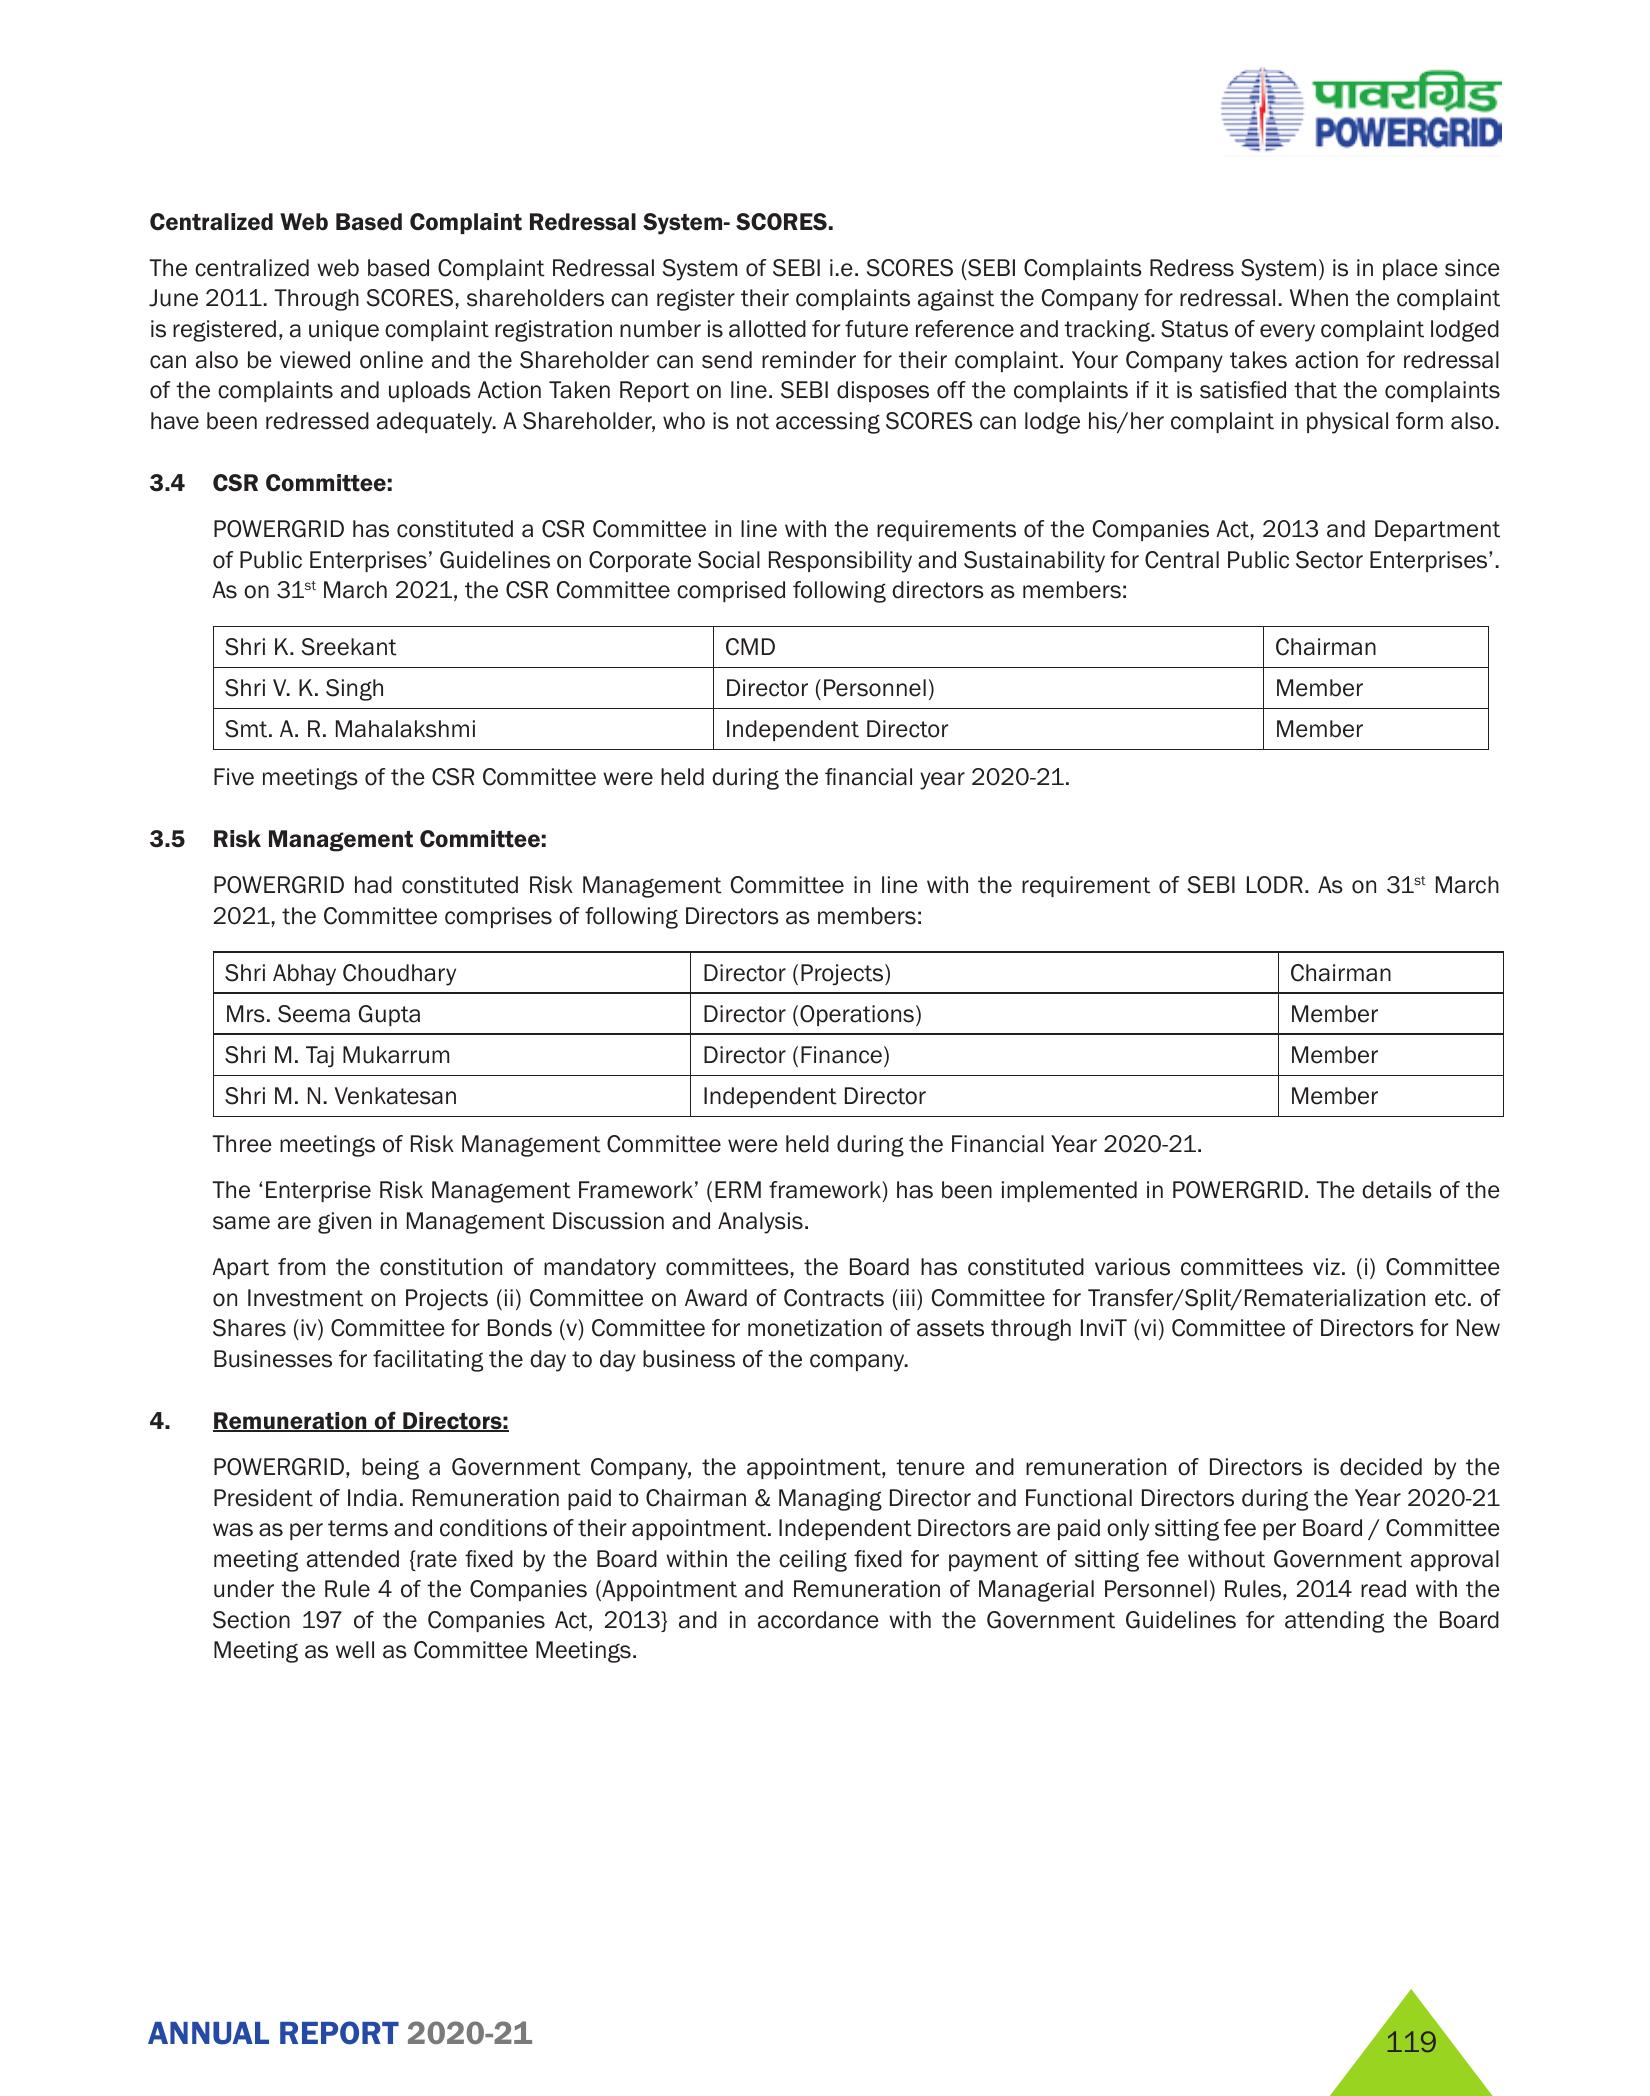 पावरग्रिड
POWERGRID
Centralized Web Based Complaint Redressal System- SCORES.
The centralized web based Complaint Redressal System of SEBI i.e. SCORES (SEBI Complaints Redress System) is in place since
June 2011. Through SCORES, shareholders can register their complaints against the Company for redressal. When the complaint
is registered, a unique complaint registration number is allotted for future reference and tracking. Status of every complaint lodged
can also be viewed online and the Shareholder can send reminder for their complaint. Your Company takes action for redressal
of the complaints and uploads Action Taken Report on line. SEBI disposes off the complaints if it is satisfied that the complaints
have been redressed adequately. A Shareholder, who is not accessing SCORES can lodge his/her complaint in physical form also.
3.4 CSR Committee:
POWERGRID has constituted a CSR Committee in line with the requirements of the Companies Act, 2013 and Department
of Public Enterprises’ Guidelines on Corporate Social Responsibility and Sustainability for Central Public Sector Enterprises’.
As on 31st March 2021, the CSR Committee comprised following directors as members:
Shri K. Sreekant CMD Chairman
Shri V. K. Singh Director (Personnel) Member
Smt. A. R. Mahalakshmi Independent Director Member
Five meetings of the CSR Committee were held during the financial year 2020-21.
3.5 Risk Management Committee:
POWERGRID had constituted Risk Management Committee in line with the requirement of SEBI LODR. As on 31st March
2021, the Committee comprises of following Directors as members:
Shri Abhay Choudhary Director (Projects) Chairman
Mrs. Seema Gupta Director (Operations) Member
Shri M. Taj Mukarrum Director (Finance) Member
Shri M. N. Venkatesan Independent Director Member
Three meetings of Risk Management Committee were held during the Financial Year 2020-21.
The ‘Enterprise Risk Management Framework’ (ERM framework) has been implemented in POWERGRID. The details of the
same are given in Management Discussion and Analysis.
Apart from the constitution of mandatory committees, the Board has constituted various committees viz. (i) Committee
on Investment on Projects (ii) Committee on Award of Contracts (iii) Committee for Transfer/Split/Rematerialization etc. of
Shares (iv) Committee for Bonds (v) Committee for monetization of assets through InviT (vi) Committee of Directors for New
Businesses for facilitating the day to day business of the company.
4. Remuneration of Directors:
POWERGRID, being a Government Company, the appointment, tenure and remuneration of Directors is decided by the
President of India. Remuneration paid to Chairman & Managing Director and Functional Directors during the Year 2020-21
was as per terms and conditions of their appointment. Independent Directors are paid only sitting fee per Board / Committee
meeting attended {rate fixed by the Board within the ceiling fixed for payment of sitting fee without Government approval
under the Rule 4 of the Companies (Appointment and Remuneration of Managerial Personnel) Rules, 2014 read with the
Section 197 of the Companies Act, 2013} and in accordance with the Government Guidelines for attending the Board
Meeting as well as Committee Meetings.
ANNUAL REPORT 2020-21
119